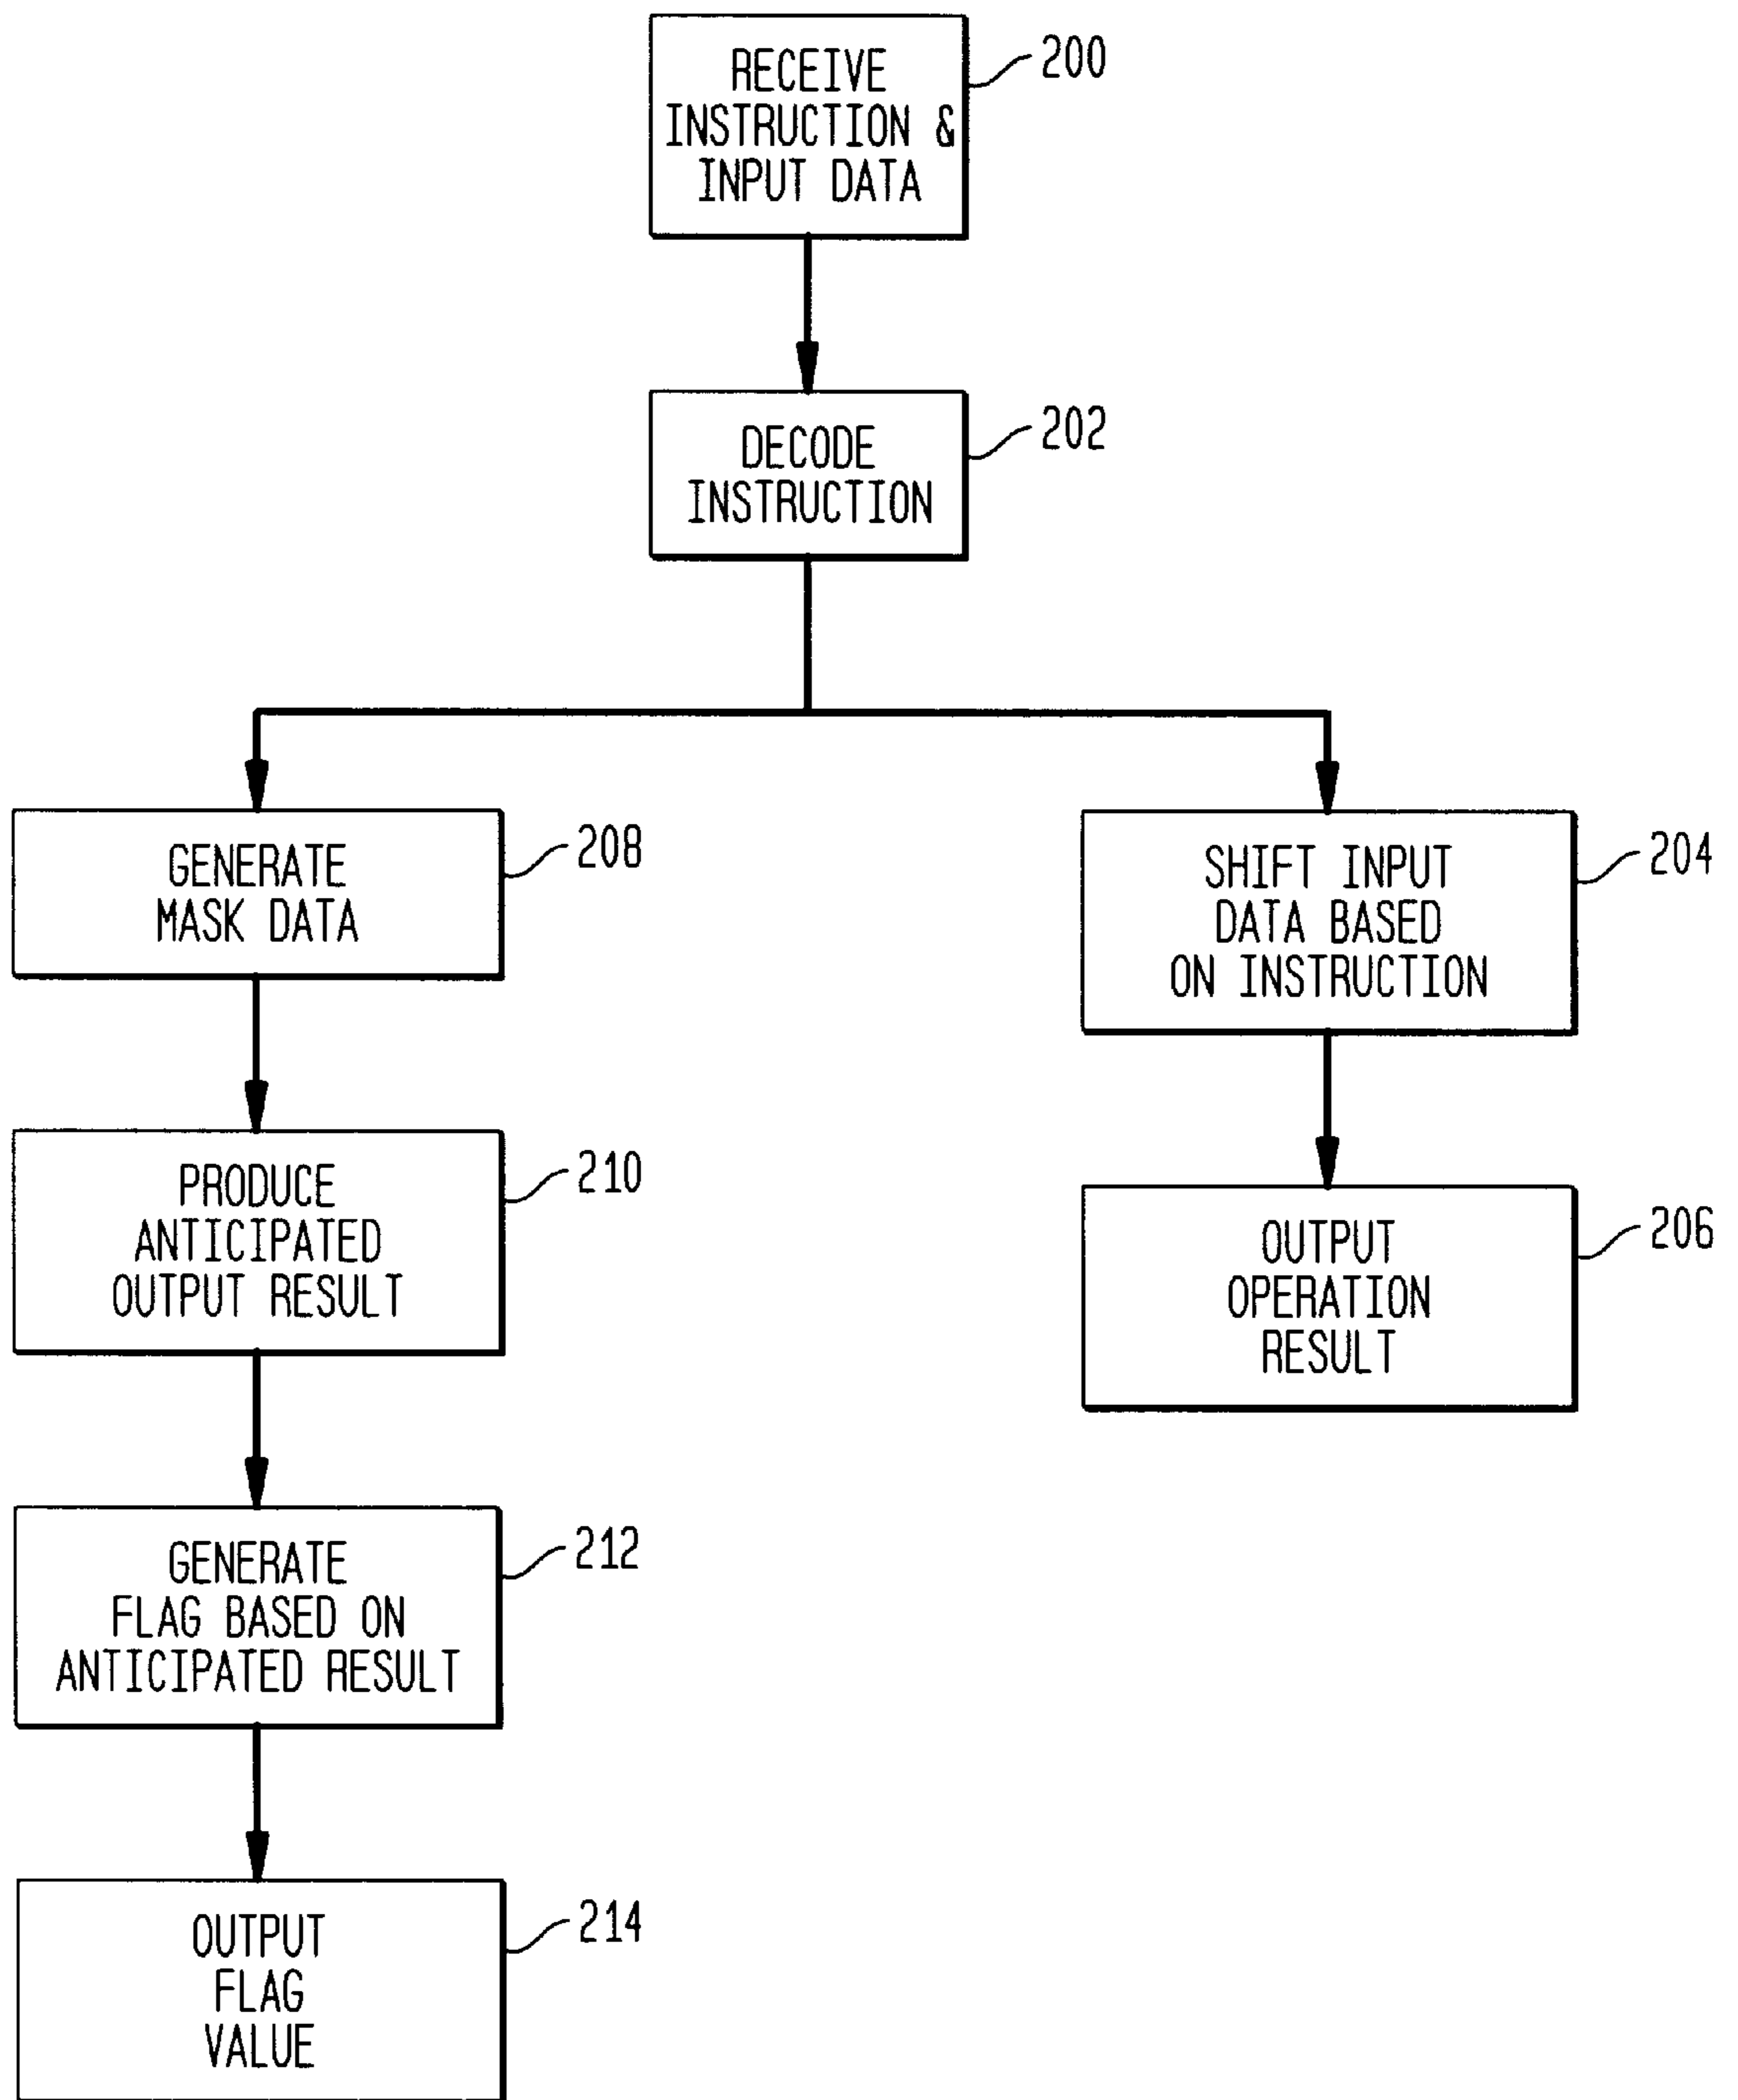 RECEIVE
INSTRUCTION &
INPUT DATA
200
DECODE
INSTRUCTION
202
GENERATE
MASK DATA
208
SHIFT INPUT
DATA BASED
ON INSTRUCTION
204
PRODUCE
ANTICIPATED
OUTPUT RESULT
210
OUTPUT
OPERATION
RESULT
206
GENERATE
FLAG BASED ON
ANTICIPATED RESULT
212
OUTPUT
FLAG
VALUE
214